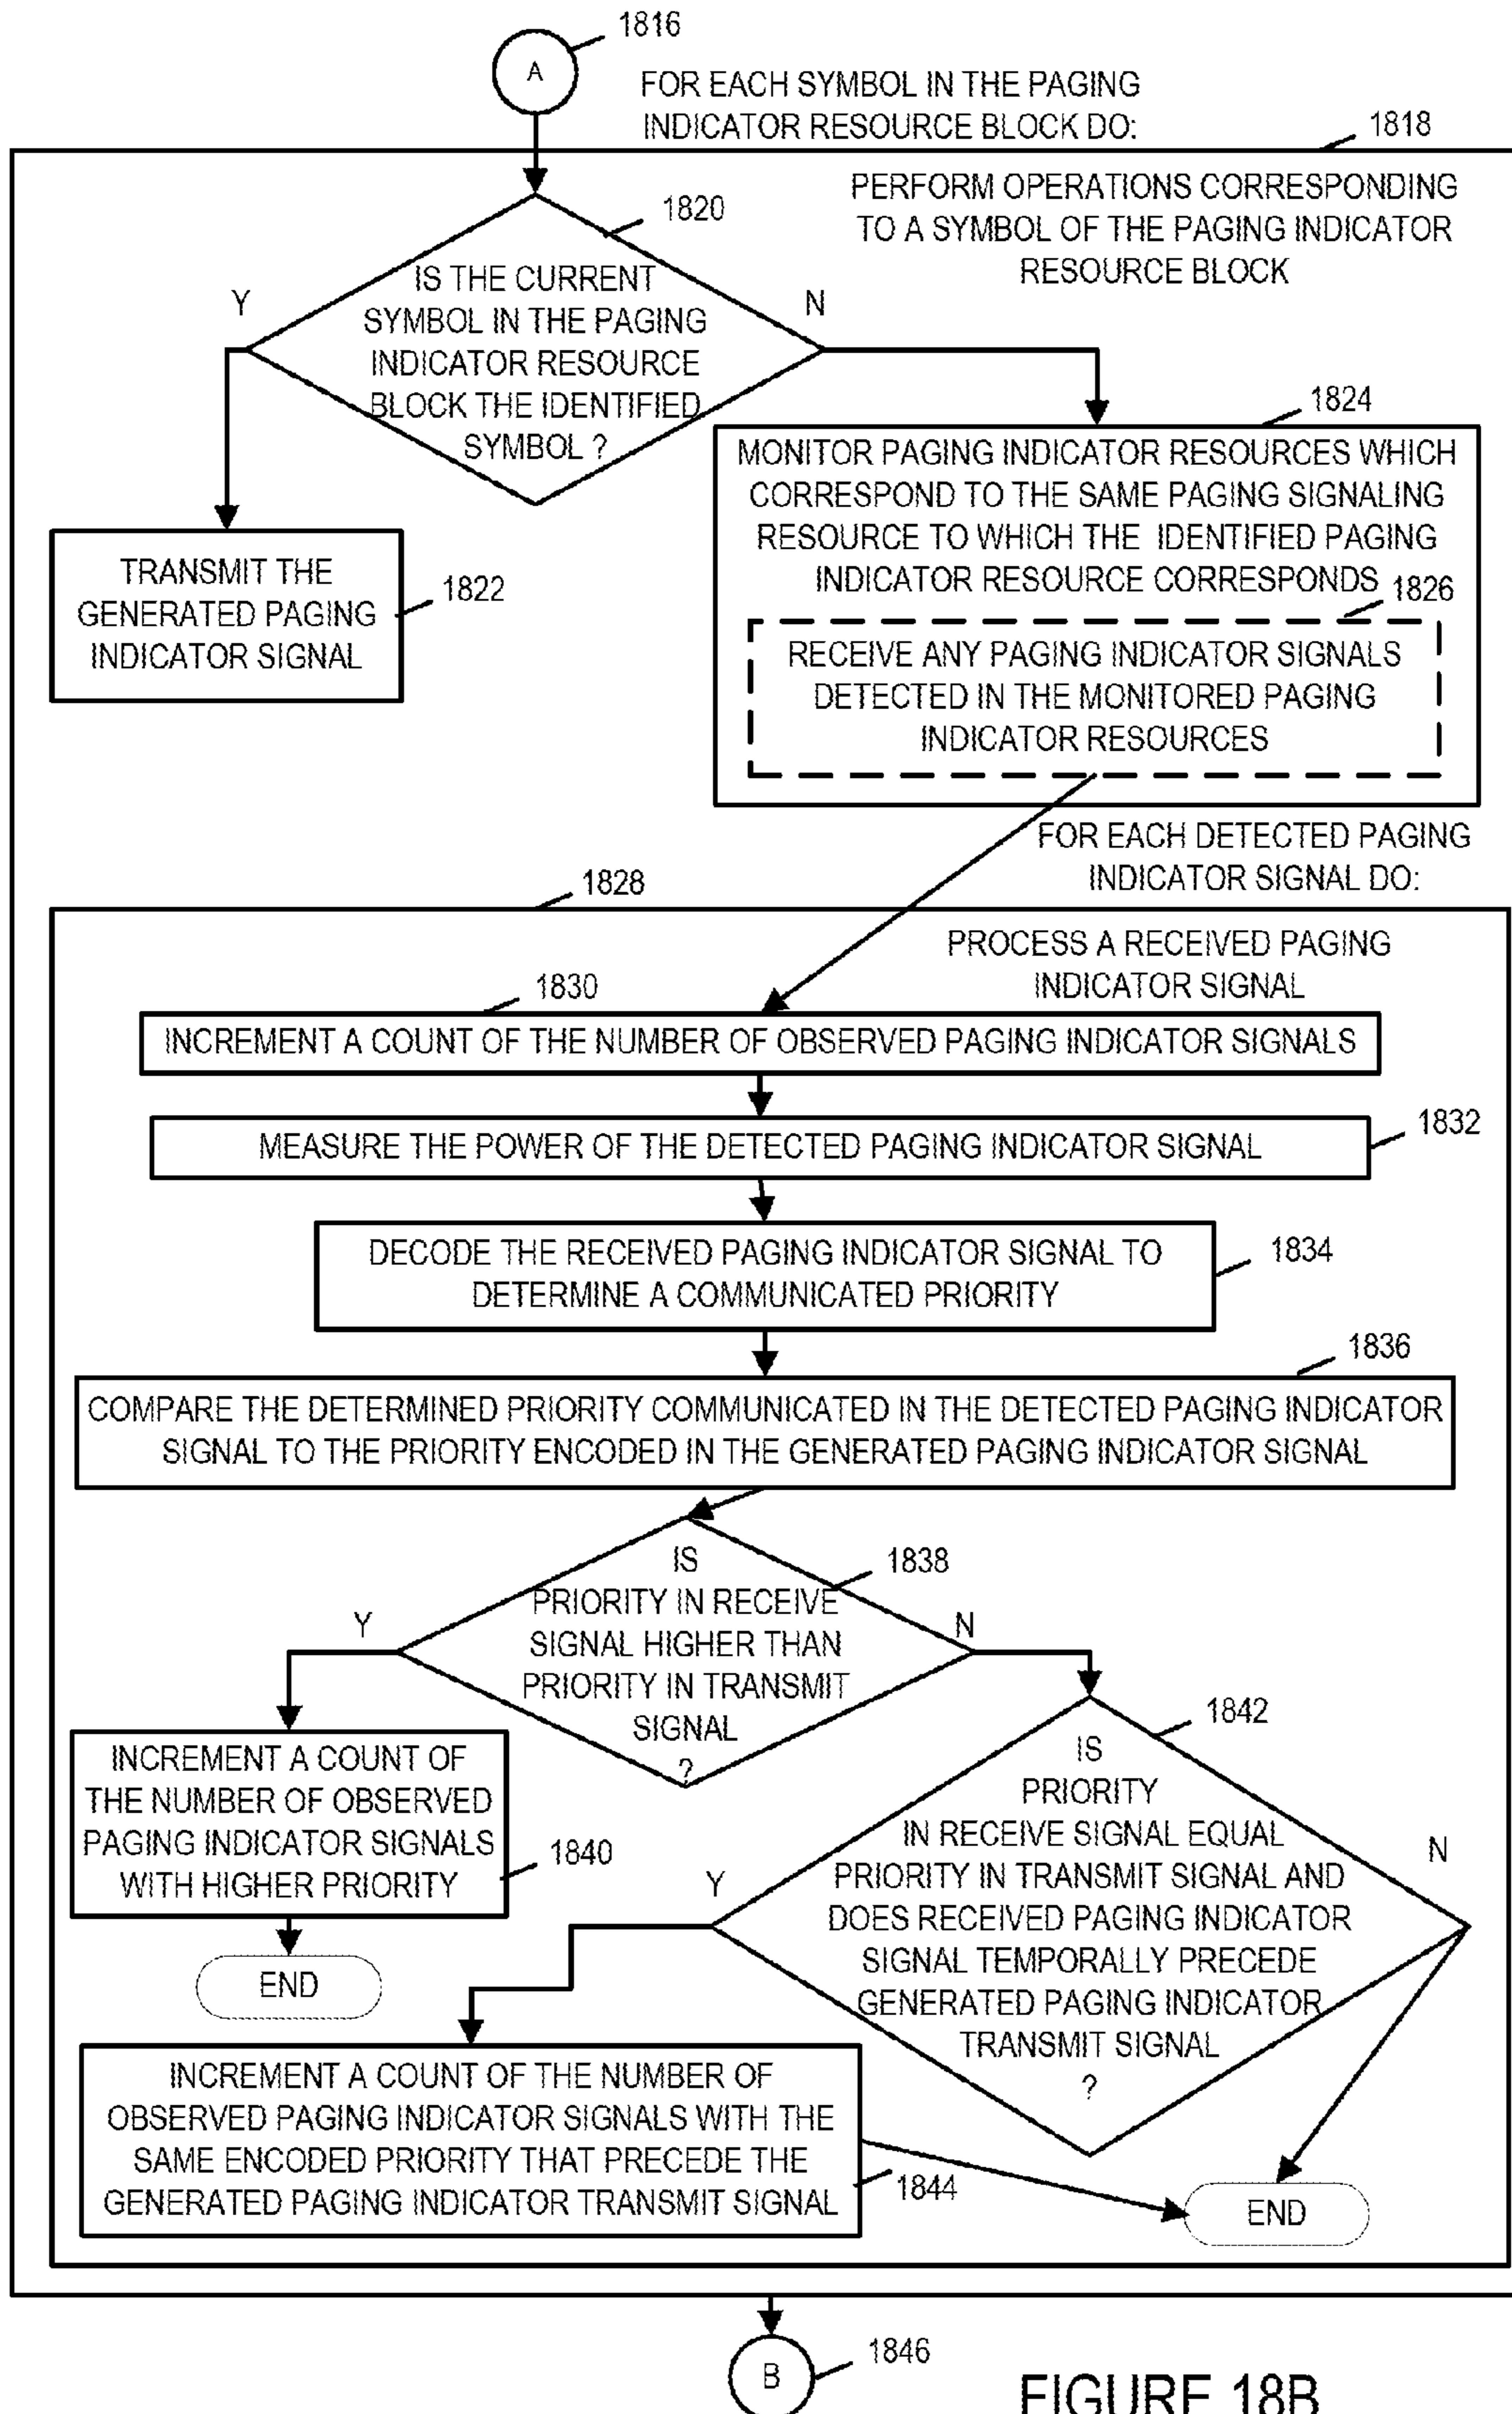 1816
A
FOR EACH SYMBOL IN THE PAGING
INDICATOR RESOURCE BLOCK DO:
1818
PERFORM OPERATIONS CORRESPONDING
TO A SYMBOL OF THE PAGING INDICATOR
RESOURCE BLOCK
1820
IS THE CURRENT
SYMBOL IN THE PAGING
INDICATOR RESOURCE
BLOCK THE IDENTIFIED
SYMBOL ?
Y
N
TRANSMIT THE
GENERATED PAGING
INDICATOR SIGNAL
1822
1824
MONITOR PAGING INDICATOR RESOURCES WHICH
CORRESPOND TO THE SAME PAGING SIGNALING
RESOURCE TO WHICH THE IDENTIFIED PAGING
INDICATOR RESOURCE CORRESPONDS
1826
RECEIVE ANY PAGING INDICATOR SIGNALS
DETECTED IN THE MONITORED PAGING
INDICATOR RESOURCES
FOR EACH DETECTED PAGING
INDICATOR SIGNAL DO:
1828
PROCESS A RECEIVED PAGING
INDICATOR SIGNAL
1830
INCREMENT A COUNT OF THE NUMBER OF OBSERVED PAGING INDICATOR SIGNALS
MEASURE THE POWER OF THE DETECTED PAGING INDICATOR SIGNAL
1832
DECODE THE RECEIVED PAGING INDICATOR SIGNAL TO
DETERMINE A COMMUNICATED PRIORITY
1834
1836
COMPARE THE DETERMINED PRIORITY COMMUNICATED IN THE DETECTED PAGING INDICATOR
SIGNAL TO THE PRIORITY ENCODED IN THE GENERATED PAGING INDICATOR SIGNAL
IS
PRIORITY IN RECEIVE
SIGNAL HIGHER THAN
PRIORITY IN TRANSMIT
SIGNAL
?
1838
Y
N
INCREMENT A COUNT OF
THE NUMBER OF OBSERVED
PAGING INDICATOR SIGNALS
WITH HIGHER PRIORITY
1840
END
1842
IS
PRIORITY
IN RECEIVE SIGNAL EQUAL
PRIORITY IN TRANSMIT SIGNAL AND
DOES RECEIVED PAGING INDICATOR
SIGNAL TEMPORALLY PRECEDE
GENERATED PAGING INDICATOR
TRANSMIT SIGNAL
?
Y
N
INCREMENT A COUNT OF THE NUMBER OF
OBSERVED PAGING INDICATOR SIGNALS WITH THE
SAME ENCODED PRIORITY THAT PRECEDE THE
GENERATED PAGING INDICATOR TRANSMIT SIGNAL
1844
END
B
1846
FIGURE 18B